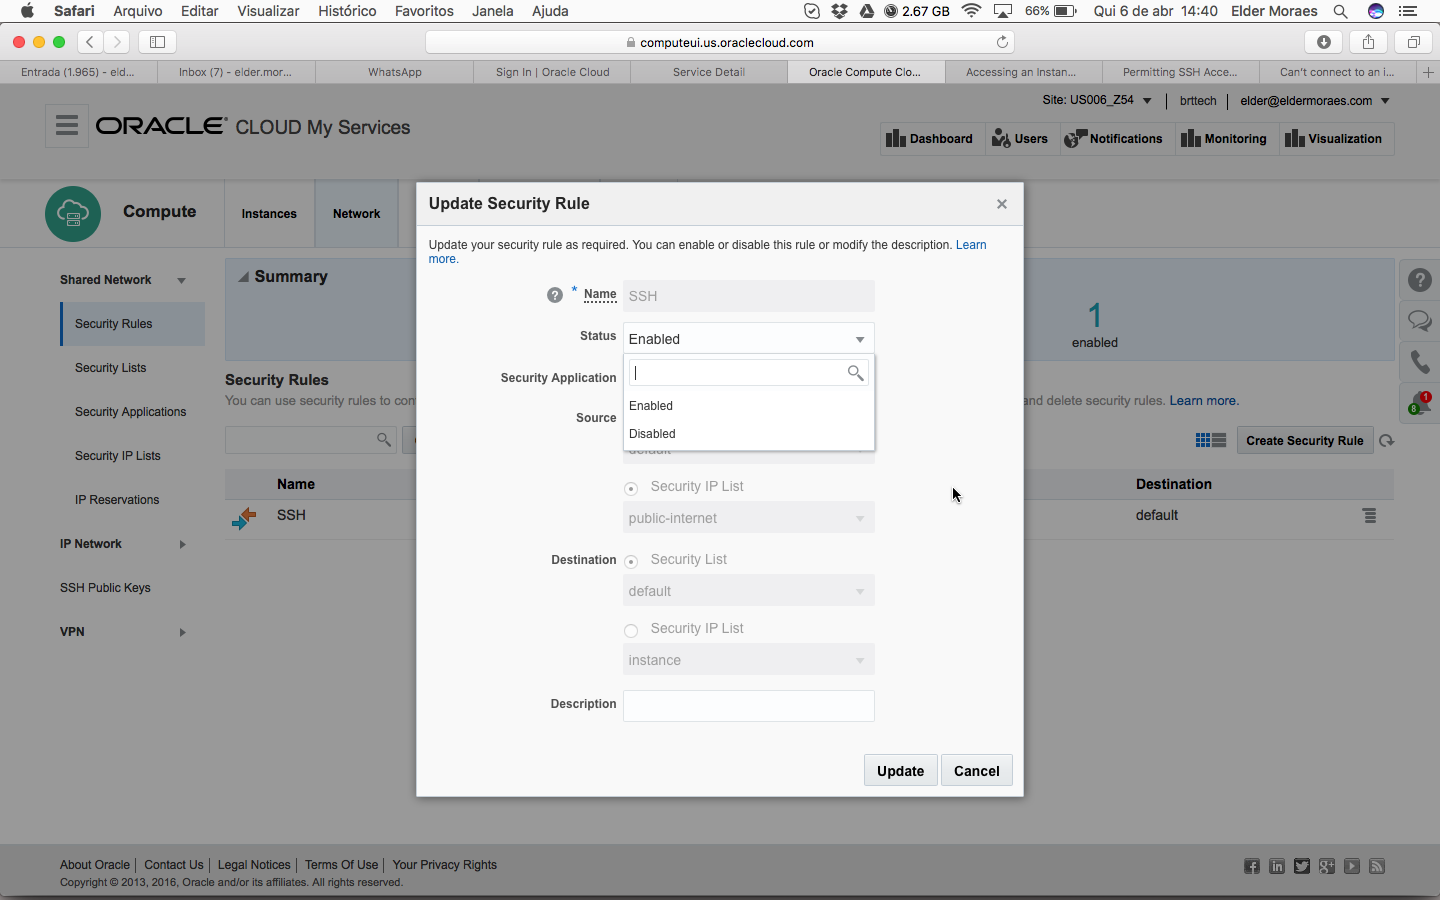 Safari Arquivo Editar Visualizar Histórico Favoritos Janela Ajuda 2.67 GB 66% Qui 6 de abr 14:40 Elder Moraes
computeui.us.oraclecloud.com
Entrada (1.965) - eld... Inbox (7) - elder.mor... WhatsApp Sign In | Oracle Cloud Service Detail Oracle Compute Clo... Accessing an Instan... Permitting SSH Acce... Can't connect to an i...
Site: US006_Z54 brttech elder@eldermoraes.com
ORACLE CLOUD My Services
Dashboard Users Notifications Monitoring Visualization
Compute Instances Network
Update Security Rule
Update your security rule as required. You can enable or disable this rule or modify the description. Learn
more.
Name SSH
Status Enabled
Enabled
Disabled
Security Application
Source
default
Security IP List
public-internet
Destination Security List
default
Security IP List
instance
Description
Update Cancel
Shared Network
Security Rules
Security Lists
Security Applications
Security IP Lists
IP Reservations
IP Network
SSH Public Keys
VPN
Summary
1
enabled
Security Rules
You can use security rules to con and delete security rules. Learn more.
Create Security Rule
Name Destination
SSH default
1
8
About Oracle Contact Us Legal Notices Terms Of Use Your Privacy Rights
Copyright © 2013, 2016, Oracle and/or its affiliates. All rights reserved.